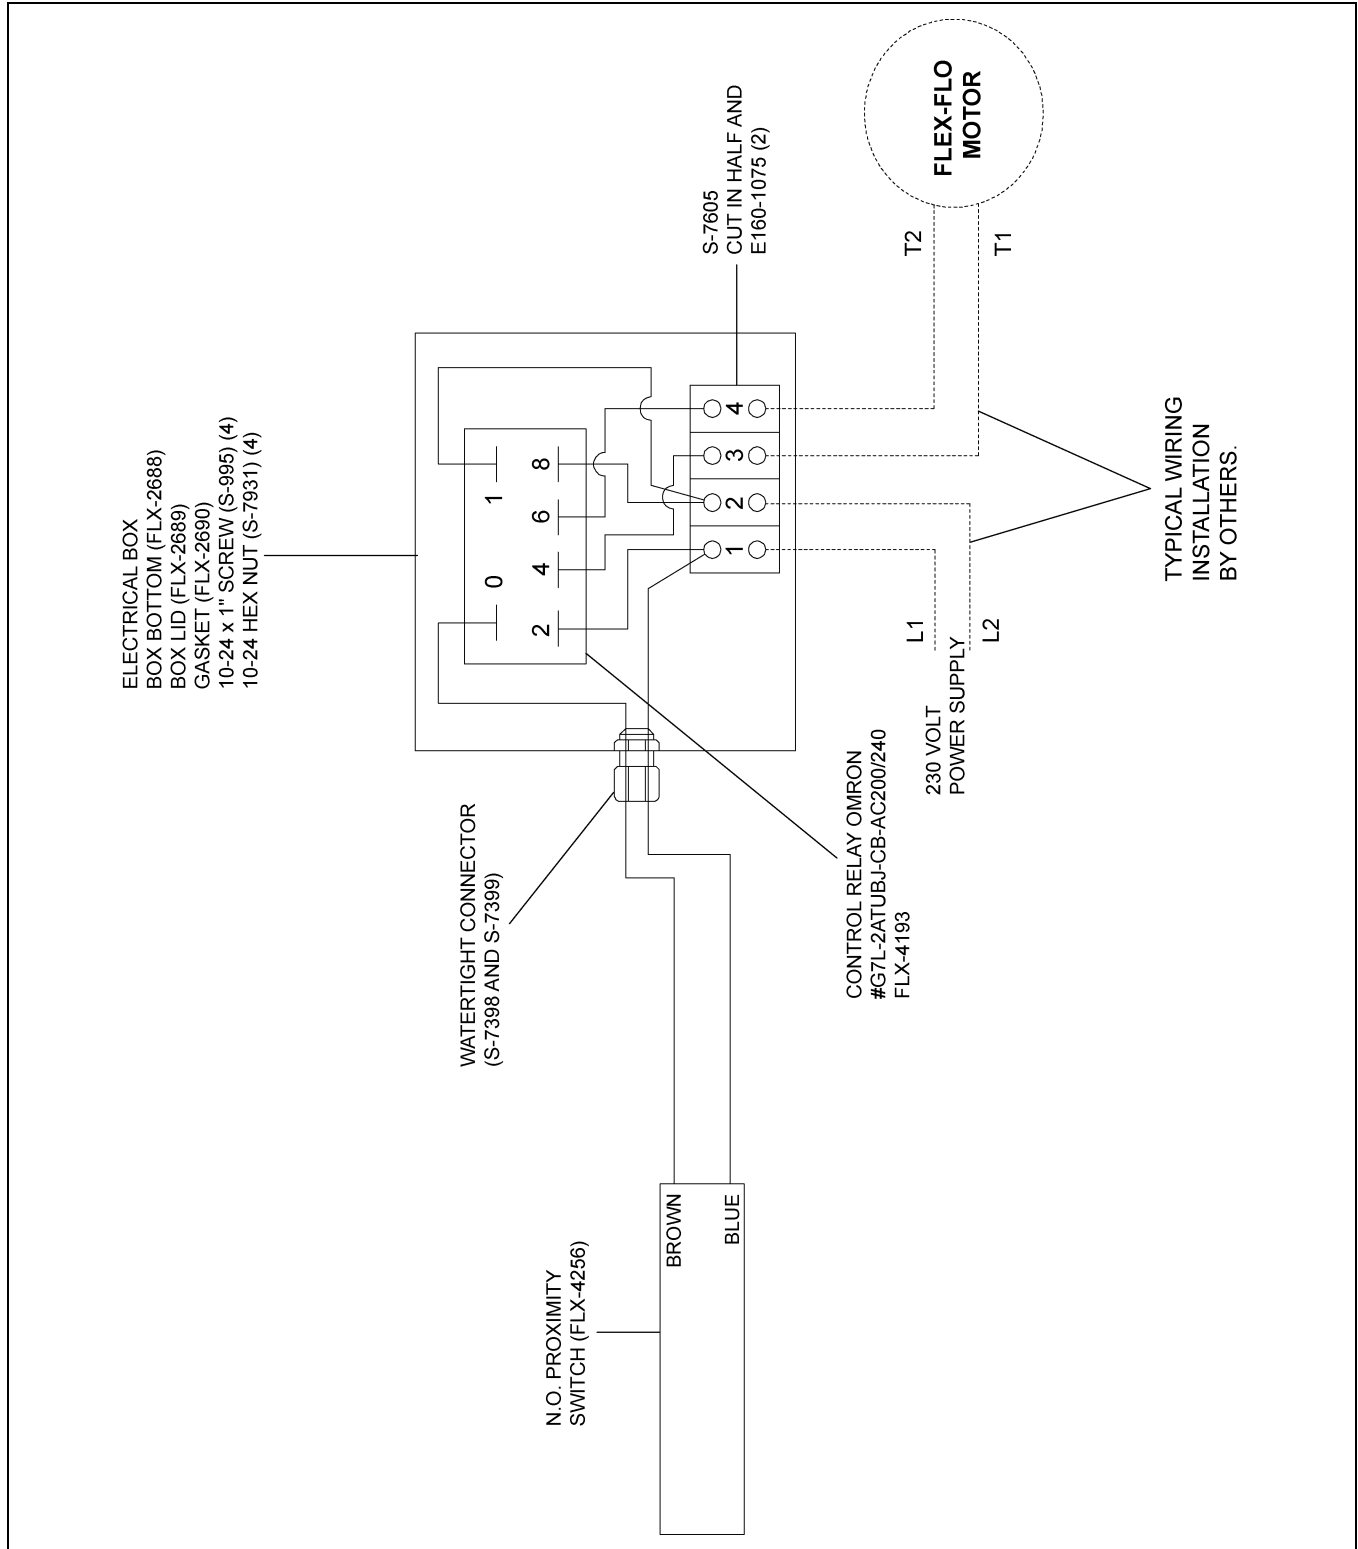 ELECTRICAL BOX
BOX BOTTOM (FLX-2688)
BOX LID (FLX-2689)
GASKET (FLX-2690)
10-24 x 1" SCREW (S-995) (4)
10-24 HEX NUT (S-7931) (4)
S-7605
CUT IN HALF AND
E160-1075 (2)
FLEX-FLO
MOTOR
T2
T1
0 1
2 4 6 8
1 2 3 4
L1
L2
230 VOLT
POWER SUPPLY
TYPICAL WIRING
INSTALLATION
BY OTHERS.
WATERTIGHT CONNECTOR
(S-7398 AND S-7399)
CONTROL RELAY OMRON
#G7L-2ATUBJ-CB-AC200/240
FLX-4193
N.O. PROXIMITY
SWITCH (FLX-4256)
BROWN
BLUE